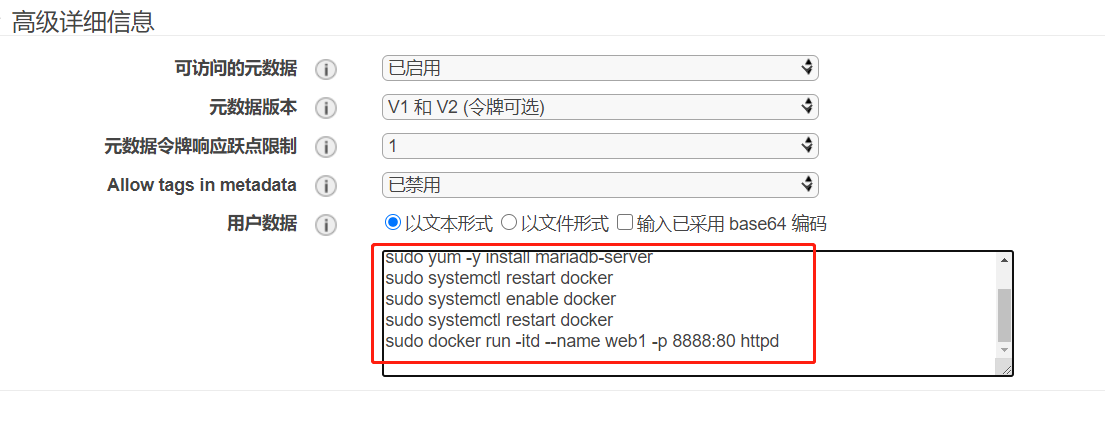 高级详细信息
可访问的元数据 i 已启用
元数据版本 i V1 和 V2 (令牌可选)
元数据令牌响应跃点限制 i 1
Allow tags in metadata i 已禁用
用户数据 i 以文本形式 以文件形式 输入已采用 base64 编码
sudo yum -y install mariadb-server
sudo systemctl restart docker
sudo systemctl enable docker
sudo systemctl restart docker
sudo docker run -itd --name web1 -p 8888:80 httpd